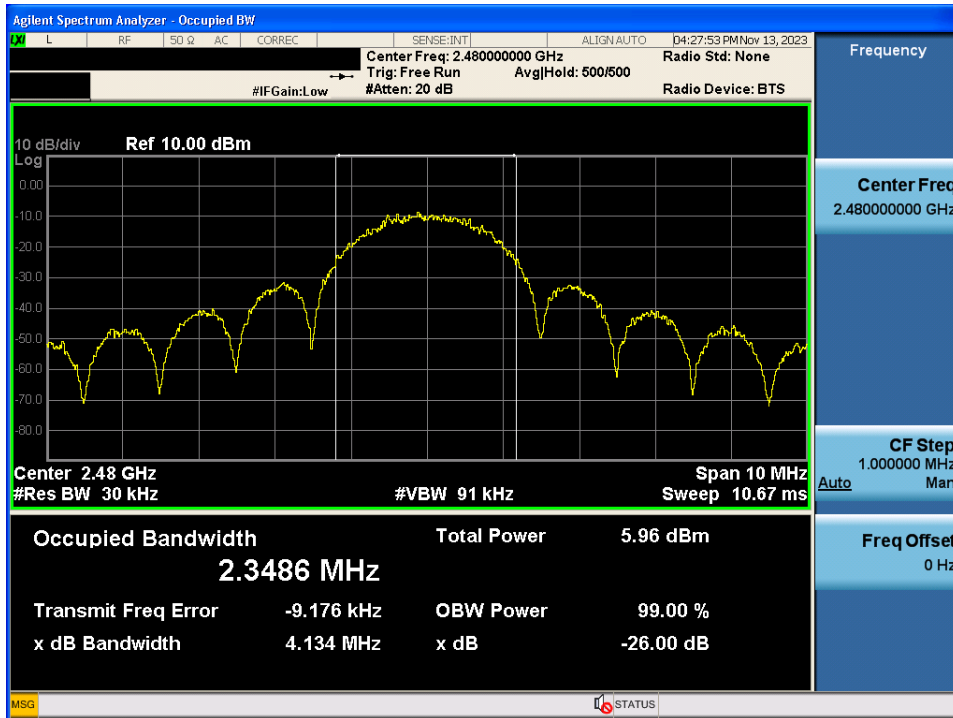 Agilent Spectrum Analyzer - Occupied BW
LXI L RF 50 Ω AC CORREC SENSE:INT ALIGN AUTO 04:27:53 PM Nov 13, 2023
Center Freq: 2.480000000 GHz Radio Std: None
Trig: Free Run Avg|Hold: 500/500
#IFGain:Low #Atten: 20 dB Radio Device: BTS
Frequency
10 dB/div Ref 10.00 dBm
Log
0.00
-10.0
-20.0
-30.0
-40.0
-50.0
-60.0
-70.0
-80.0
Center 2.48 GHz Span 10 MHz
#Res BW 30 kHz #VBW 91 kHz Sweep 10.67 ms
Center Freq
2.480000000 GHz
CF Step
1.000000 MHz
Auto Man
Freq Offset
0 Hz
Occupied Bandwidth Total Power 5.96 dBm
2.3486 MHz
Transmit Freq Error -9.176 kHz OBW Power 99.00 %
x dB Bandwidth 4.134 MHz x dB -26.00 dB
MSG STATUS